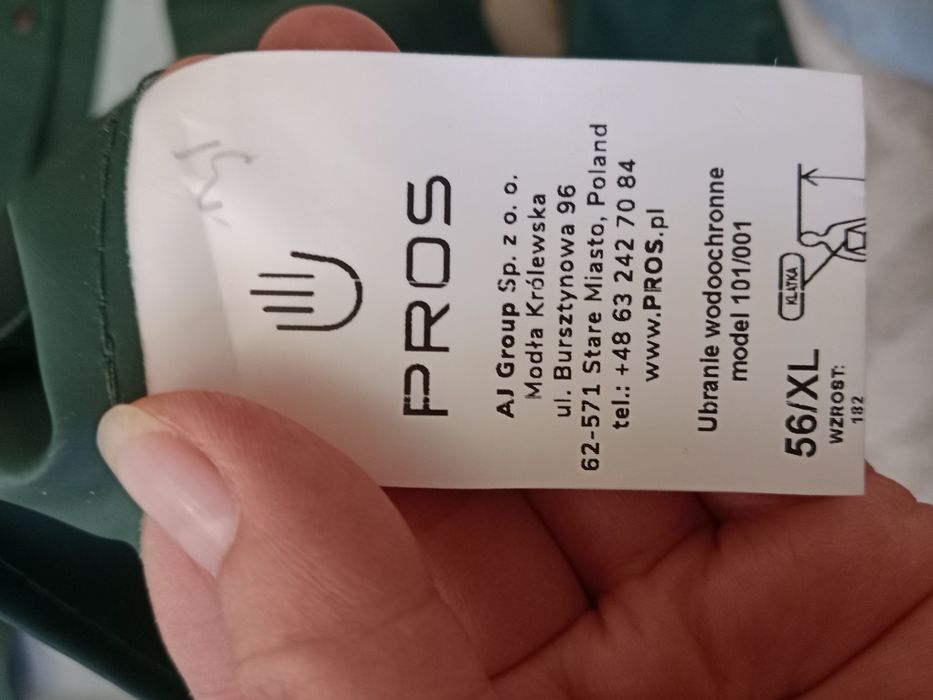 PROS
AJ Group Sp. z o. o.
Modła Królewska
ul. Bursztynowa 96
62-571 Stare Miasto, Poland
tel.: +48 63 242 70 84
www.PROS.pl
Ubranie wodoochronne
model 101/001
56/XL
KLATKA
WZROST:
182